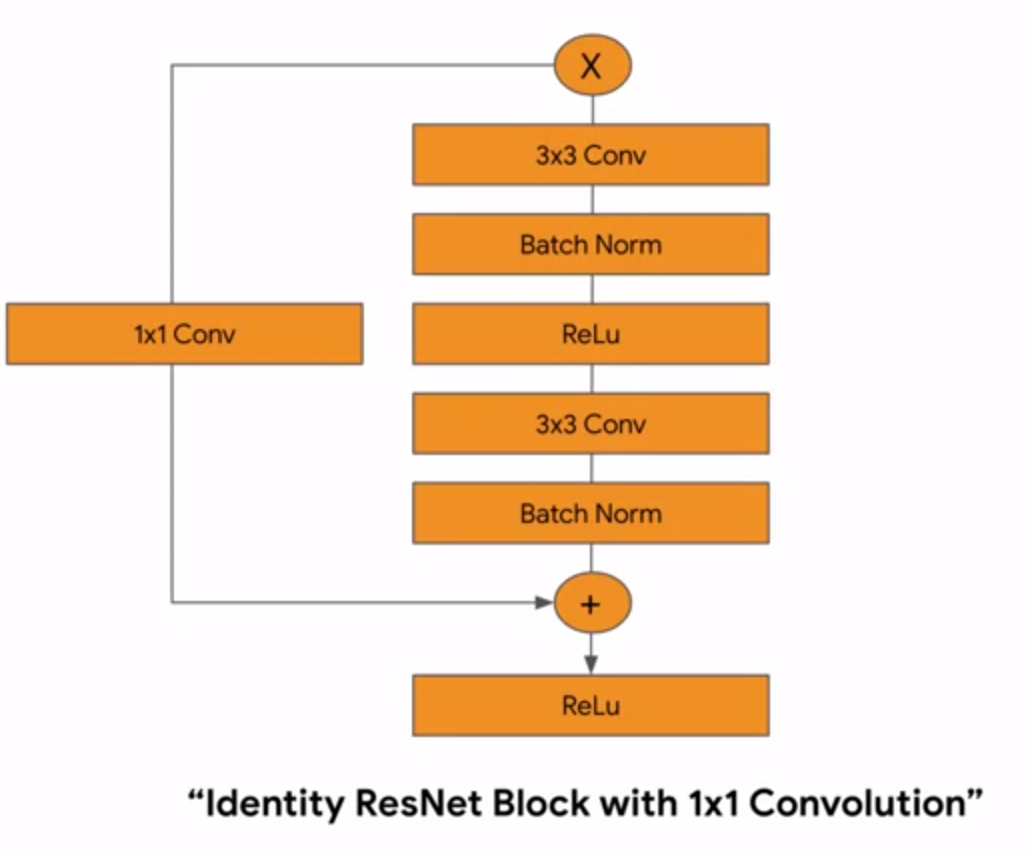 X
3x3 Conv
Batch Norm
1x1 Conv
ReLu
3x3 Conv
Batch Norm
+
ReLu
“Identity ResNet Block with 1x1 Convolution”